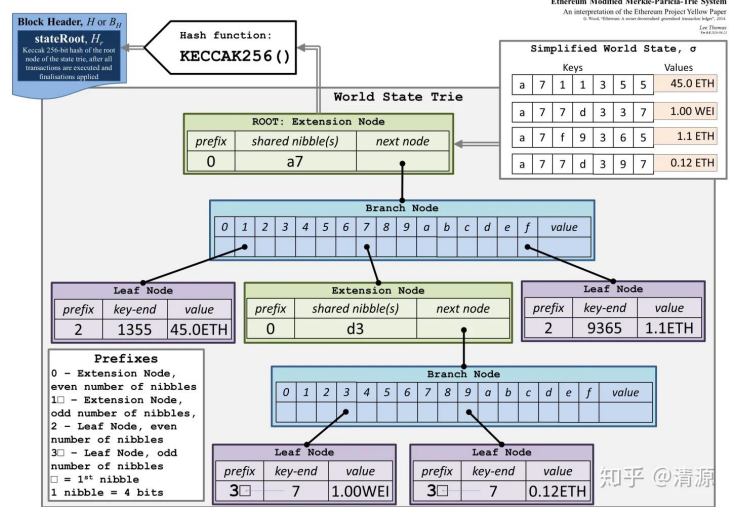 Ethereum Modified Merkle-Paricia-Trie System
An interpretation of the Ethereum Project Yellow Paper
Lee Thomas
Block Header, H or B_H
stateRoot, H_r
Keccak 256-bit hash of the root
node of the state trie, after all
transactions are executed and
finalisations applied
Hash function:
KECCAK256()
Simplified World State, σ
Keys Values
a 7 1 1 3 5 5 45.0 ETH
a 7 7 d 3 3 7 1.00 WEI
a 7 f 9 3 6 5 1.1 ETH
a 7 7 d 3 9 7 0.12 ETH
World State Trie
ROOT: Extension Node
prefix shared nibble(s) next node
0 a7
Branch Node
0 1 2 3 4 5 6 7 8 9 a b c d e f value
Leaf Node
prefix key-end value
2 1355 45.0ETH
Extension Node
prefix shared nibble(s) next node
0 d3
Leaf Node
prefix key-end value
2 9365 1.1ETH
Prefixes
0 – Extension Node,
even number of nibbles
1□ – Extension Node,
odd number of nibbles,
2 – Leaf Node, even
number of nibbles
3□ – Leaf Node, odd
number of nibbles
□ = 1st nibble
1 nibble = 4 bits
Branch Node
0 1 2 3 4 5 6 7 8 9 a b c d e f value
Leaf Node
prefix key-end value
3□ 7 1.00WEI
Leaf Node
prefix key-end value
3□ 7 0.12ETH
知乎 @清源